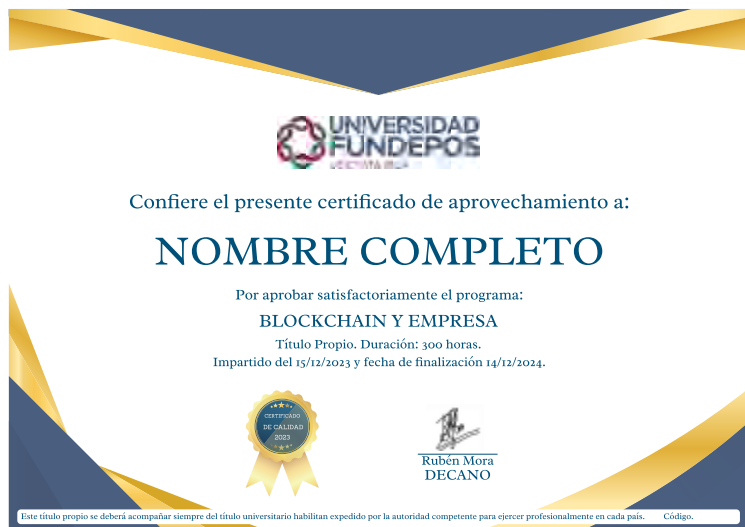 UNIVERSIDAD
FUNDEPOS
Confiere el presente certificado de aprovechamiento a:
NOMBRE COMPLETO
Por aprobar satisfactoriamente el programa:
BLOCKCHAIN Y EMPRESA
Título Propio. Duración: 300 horas.
Impartido del 15/12/2023 y fecha de finalización 14/12/2024.
CERTIFICADO
DE CALIDAD
2023
Rubén Mora
DECANO
Este título propio se deberá acompañar siempre del título universitario habilitan expedido por la autoridad competente para ejercer profesionalmente en cada país. Código.